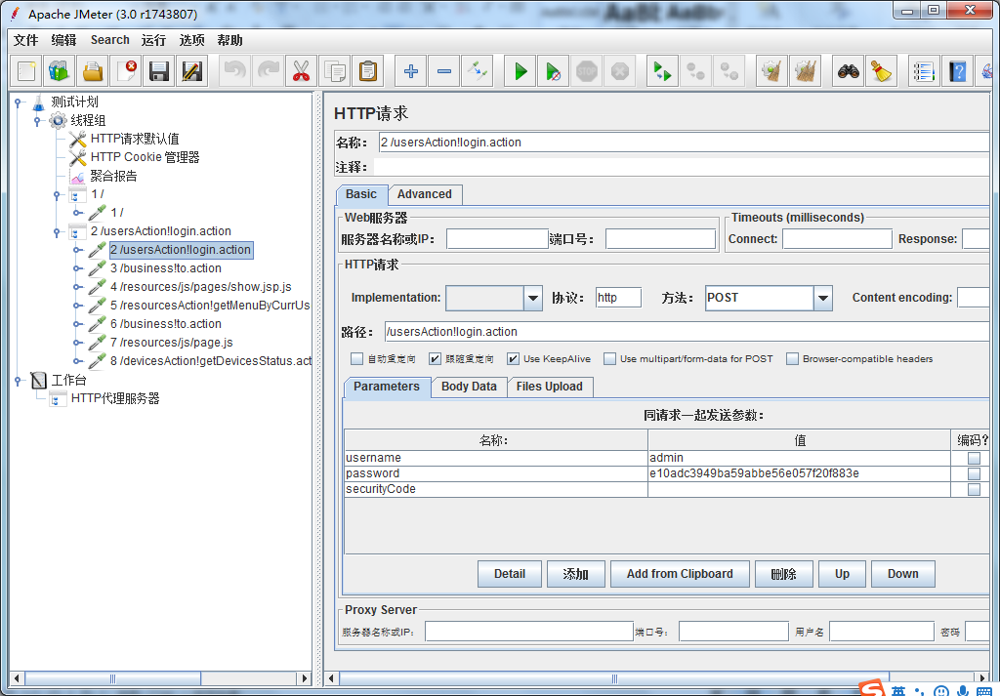 Apache JMeter (3.0 r1743807)
文件 编辑 Search 运行 选项 帮助
测试计划
线程组
HTTP请求默认值
HTTP Cookie 管理器
聚合报告
1 /
1 /
2 /usersAction!login.action
2 /usersAction!login.action
3 /business!to.action
4 /resources/js/pages/show.jsp.js
5 /resourcesAction!getMenuByCurrUs
6 /business!to.action
7 /resources/js/page.js
8 /devicesAction!getDevicesStatus.act
工作台
HTTP代理服务器
HTTP请求
名称： 2 /usersAction!login.action
注释：
Basic Advanced
Web服务器
服务器名称或IP： 端口号：
Timeouts (milliseconds)
Connect: Response:
HTTP请求
Implementation: 协议： http 方法： POST Content encoding:
路径： /usersAction!login.action
自动重定向 跟随重定向 Use KeepAlive Use multipart/form-data for POST Browser-compatible headers
Parameters Body Data Files Upload
同请求一起发送参数：
名称： 值 编码?
username admin
password e10adc3949ba59abbe56e057f20f883e
securityCode
Detail 添加 Add from Clipboard 删除 Up Down
Proxy Server
服务器名称或IP： 端口号： 用户名 密码
英